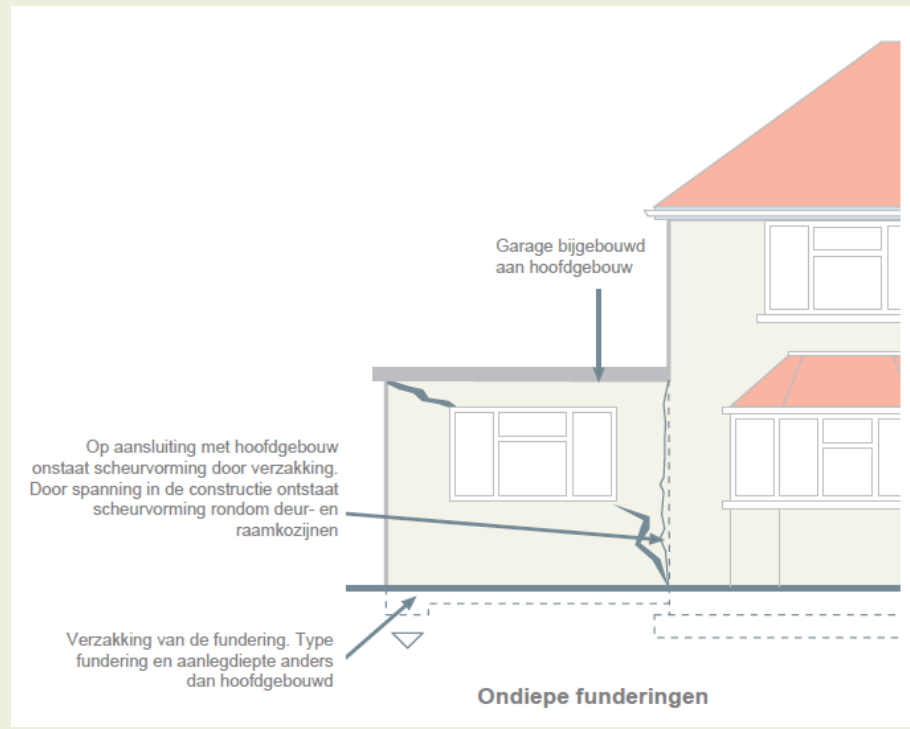 Garage bijgebouwd
aan hoofdgebouw
Op aansluiting met hoofdgebouw
onstaat scheurvorming door verzakking.
Door spanning in de constructie ontstaat
scheurvorming rondom deur- en
raamkozijnen
Verzakking van de fundering. Type
fundering en aanlegdiepte anders
dan hoofdgebouwd
Ondiepe funderingen